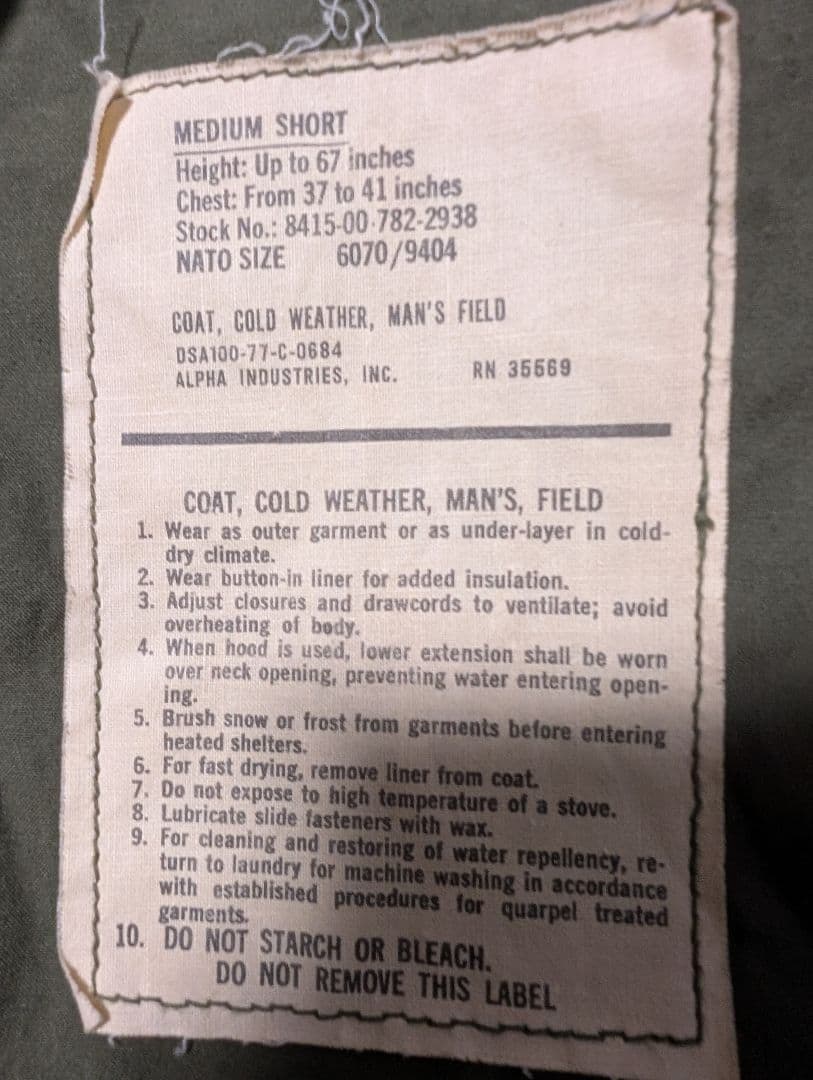 MEDIUM SHORT
Height: Up to 67 inches
Chest: From 37 to 41 inches
Stock No.: 8415-00-782-2938
NATO SIZE 6070/9404
COAT, COLD WEATHER, MAN'S FIELD
DSA100-77-C-0684
ALPHA INDUSTRIES, INC. RN 35569
COAT, COLD WEATHER, MAN'S, FIELD
1. Wear as outer garment or as under-layer in cold-
dry climate.
2. Wear button-in liner for added insulation.
3. Adjust closures and drawcords to ventilate; avoid
overheating of body.
4. When hood is used, lower extension shall be worn
over neck opening, preventing water entering open-
ing.
5. Brush snow or frost from garments before entering
heated shelters.
6. For fast drying, remove liner from coat.
7. Do not expose to high temperature of a stove.
8. Lubricate slide fasteners with wax.
9. For cleaning and restoring of water repellency, re-
turn to laundry for machine washing in accordance
with established procedures for quarpel treated
garments.
10. DO NOT STARCH OR BLEACH.
DO NOT REMOVE THIS LABEL